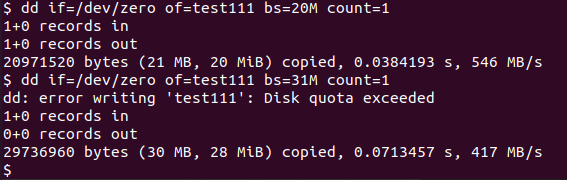 $ dd if=/dev/zero of=test111 bs=20M count=1
1+0 records in
1+0 records out
20971520 bytes (21 MB, 20 MiB) copied, 0.0384193 s, 546 MB/s
$ dd if=/dev/zero of=test111 bs=31M count=1
dd: error writing 'test111': Disk quota exceeded
1+0 records in
0+0 records out
29736960 bytes (30 MB, 28 MiB) copied, 0.0713457 s, 417 MB/s
$